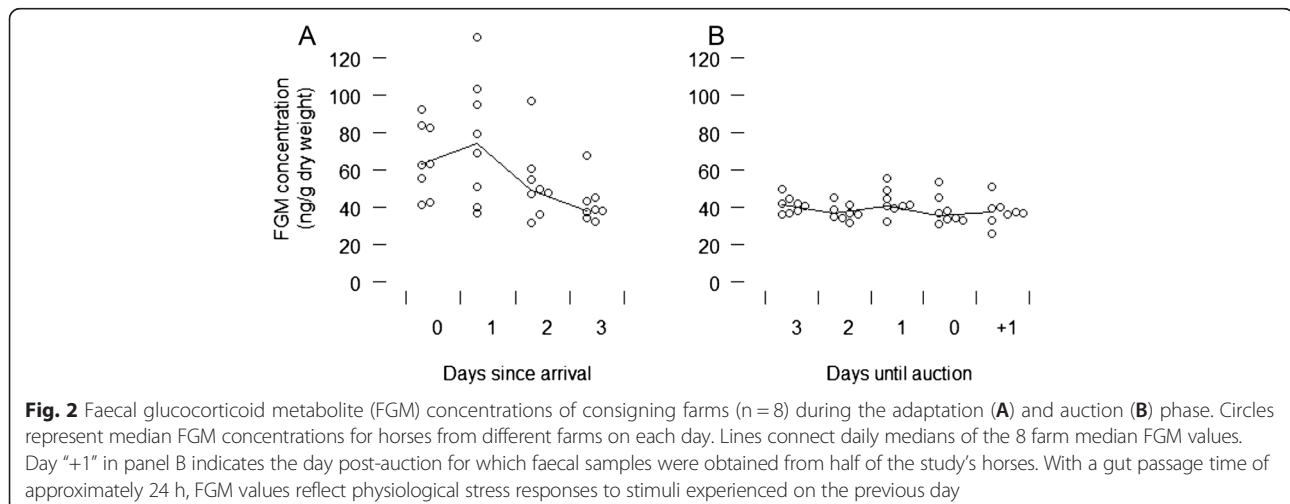 A
B
FGM concentration
(ng/g dry weight)
120
100
80
60
40
20
0
120
100
80
60
40
20
0
0 1 2 3
3 2 1 0 +1
Days since arrival
Days until auction
Fig. 2 Faecal glucocorticoid metabolite (FGM) concentrations of consigning farms (n = 8) during the adaptation (A) and auction (B) phase. Circles
represent median FGM concentrations for horses from different farms on each day. Lines connect daily medians of the 8 farm median FGM values.
Day "+1" in panel B indicates the day post-auction for which faecal samples were obtained from half of the study's horses. With a gut passage time of
approximately 24 h, FGM values reflect physiological stress responses to stimuli experienced on the previous day